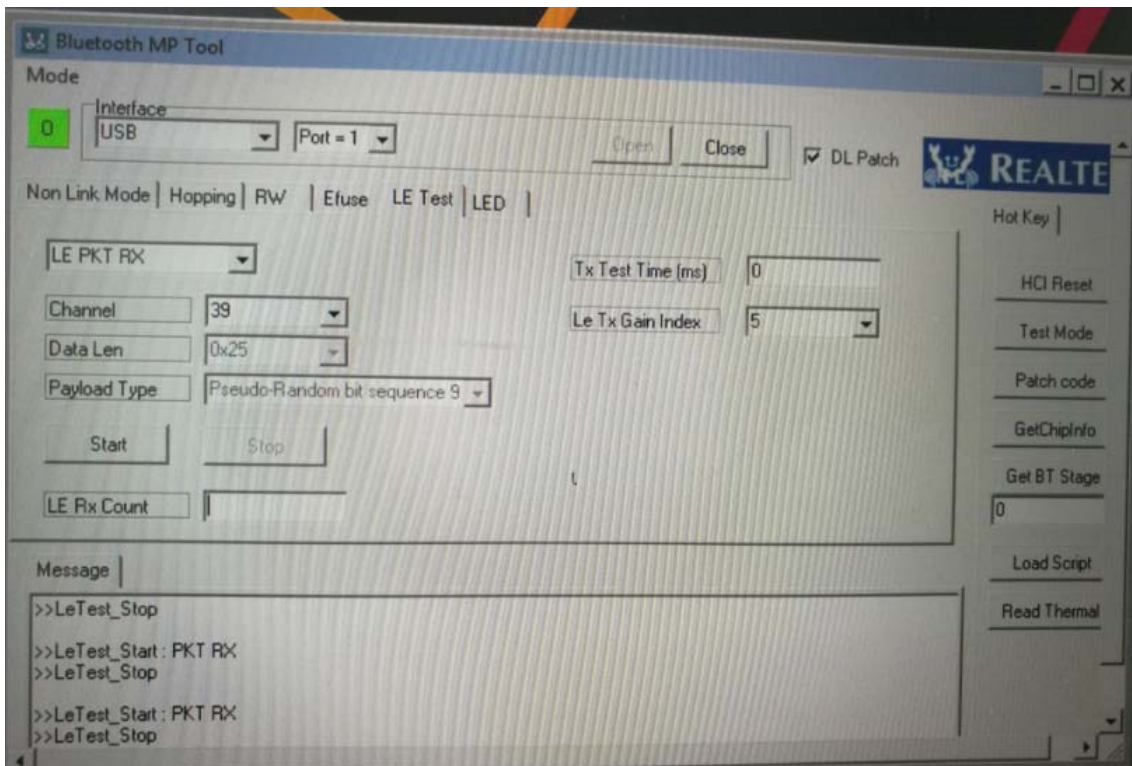 Bluetooth MP Tool
Mode
Interface
0
USB
Port = 1
Open
Close
DL Patch
REALTE
Non Link Mode
Hopping
RW
Efuse
LE Test
LED
Hot Key
LE PKT RX
Tx Test Time (ms)
0
HCI Reset
Channel
39
Le Tx Gain Index
5
Test Mode
Data Len
0x25
Payload Type
Pseudo-Random bit sequence 9
Patch code
Start
Stop
GetChipInfo
t
Get BT Stage
LE Rx Count
0
Message
Load Script
>>LeTest_Stop
Read Thermal
>>LeTest_Start : PKT RX
>>LeTest_Stop
>>LeTest_Start : PKT RX
>>LeTest_Stop